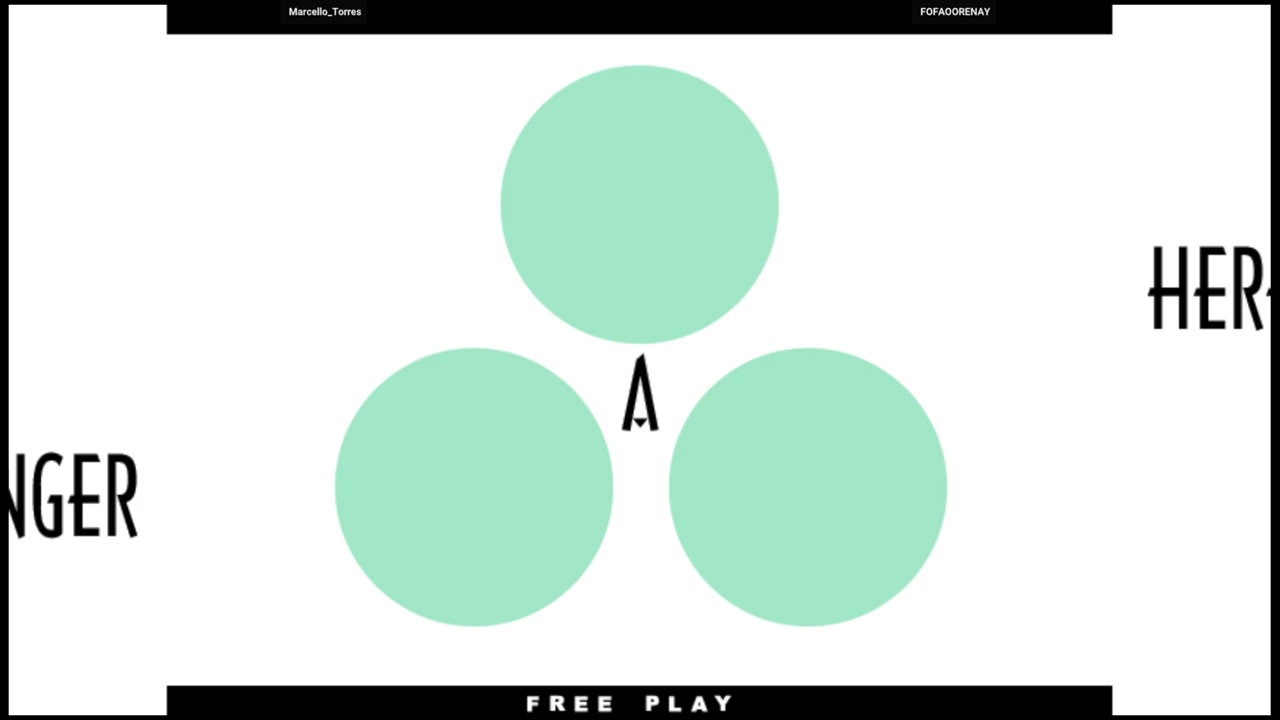 Marcello_Torres
FOFAOORENAY
HER
A
NGER
FREE PLAY